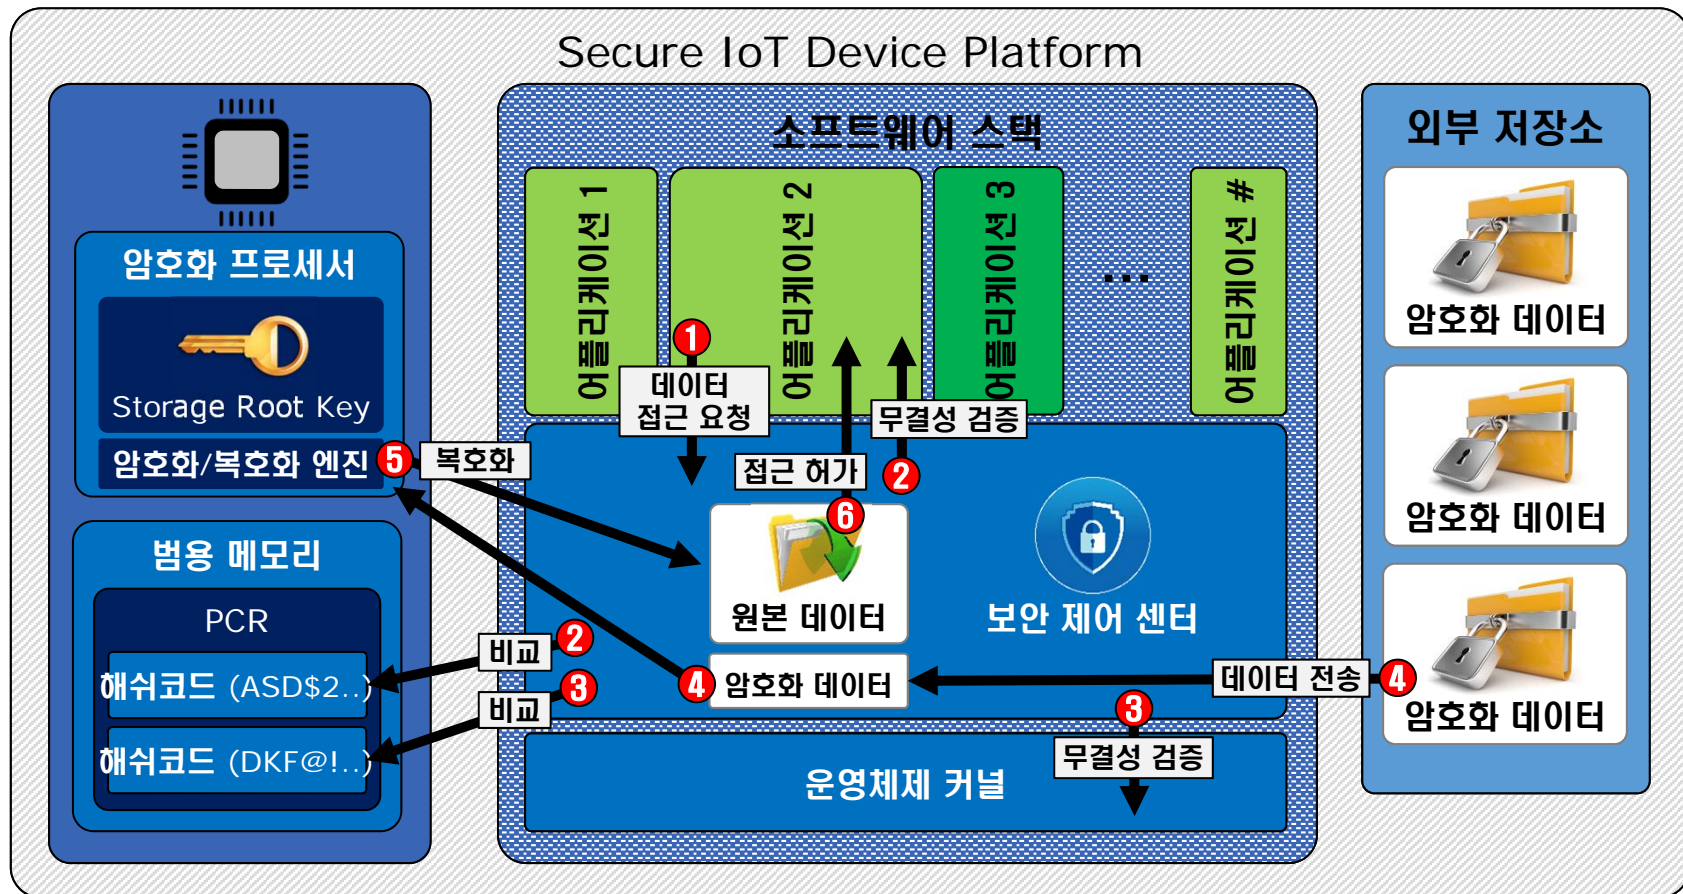 Secure IoT Device Platform
암호화 프로세서
Storage Root Key
암호화/복호화 엔진
범용 메모리
PCR
해쉬코드 (ASD$2..)
해쉬코드 (DKF@!..)
소프트웨어 스택
어플리케이션 1
어플리케이션 2
어플리케이션 3
...
어플리케이션 #
1
데이터
접근 요청
무결성 검증
2
접근 허가
6
5
복호화
원본 데이터
보안 제어 센터
2
비교
3
비교
4
암호화 데이터
데이터 전송
4
3
무결성 검증
운영체제 커널
외부 저장소
암호화 데이터
암호화 데이터
암호화 데이터